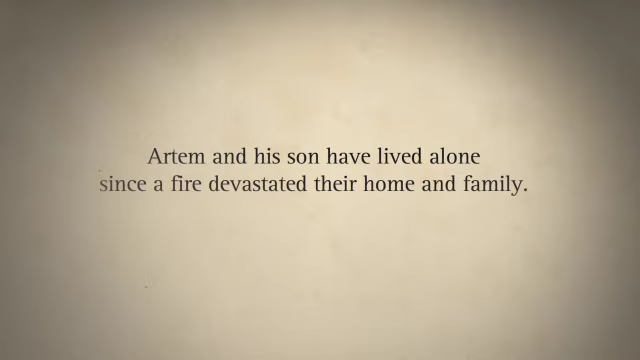 Artem and his son have lived alone
since a fire devastated their home and family.